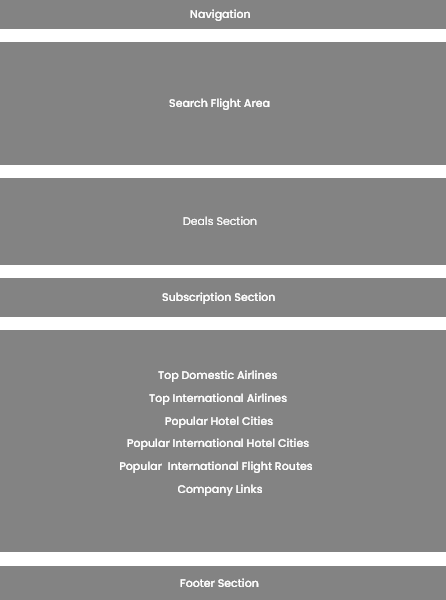 Navigation
Search Flight Area
Deals Section
Subscription Section
Top Domestic Airlines
Top International Airlines
Popular Hotel Cities
Popular International Hotel Cities
Popular International Flight Routes
Company Links
Footer Section